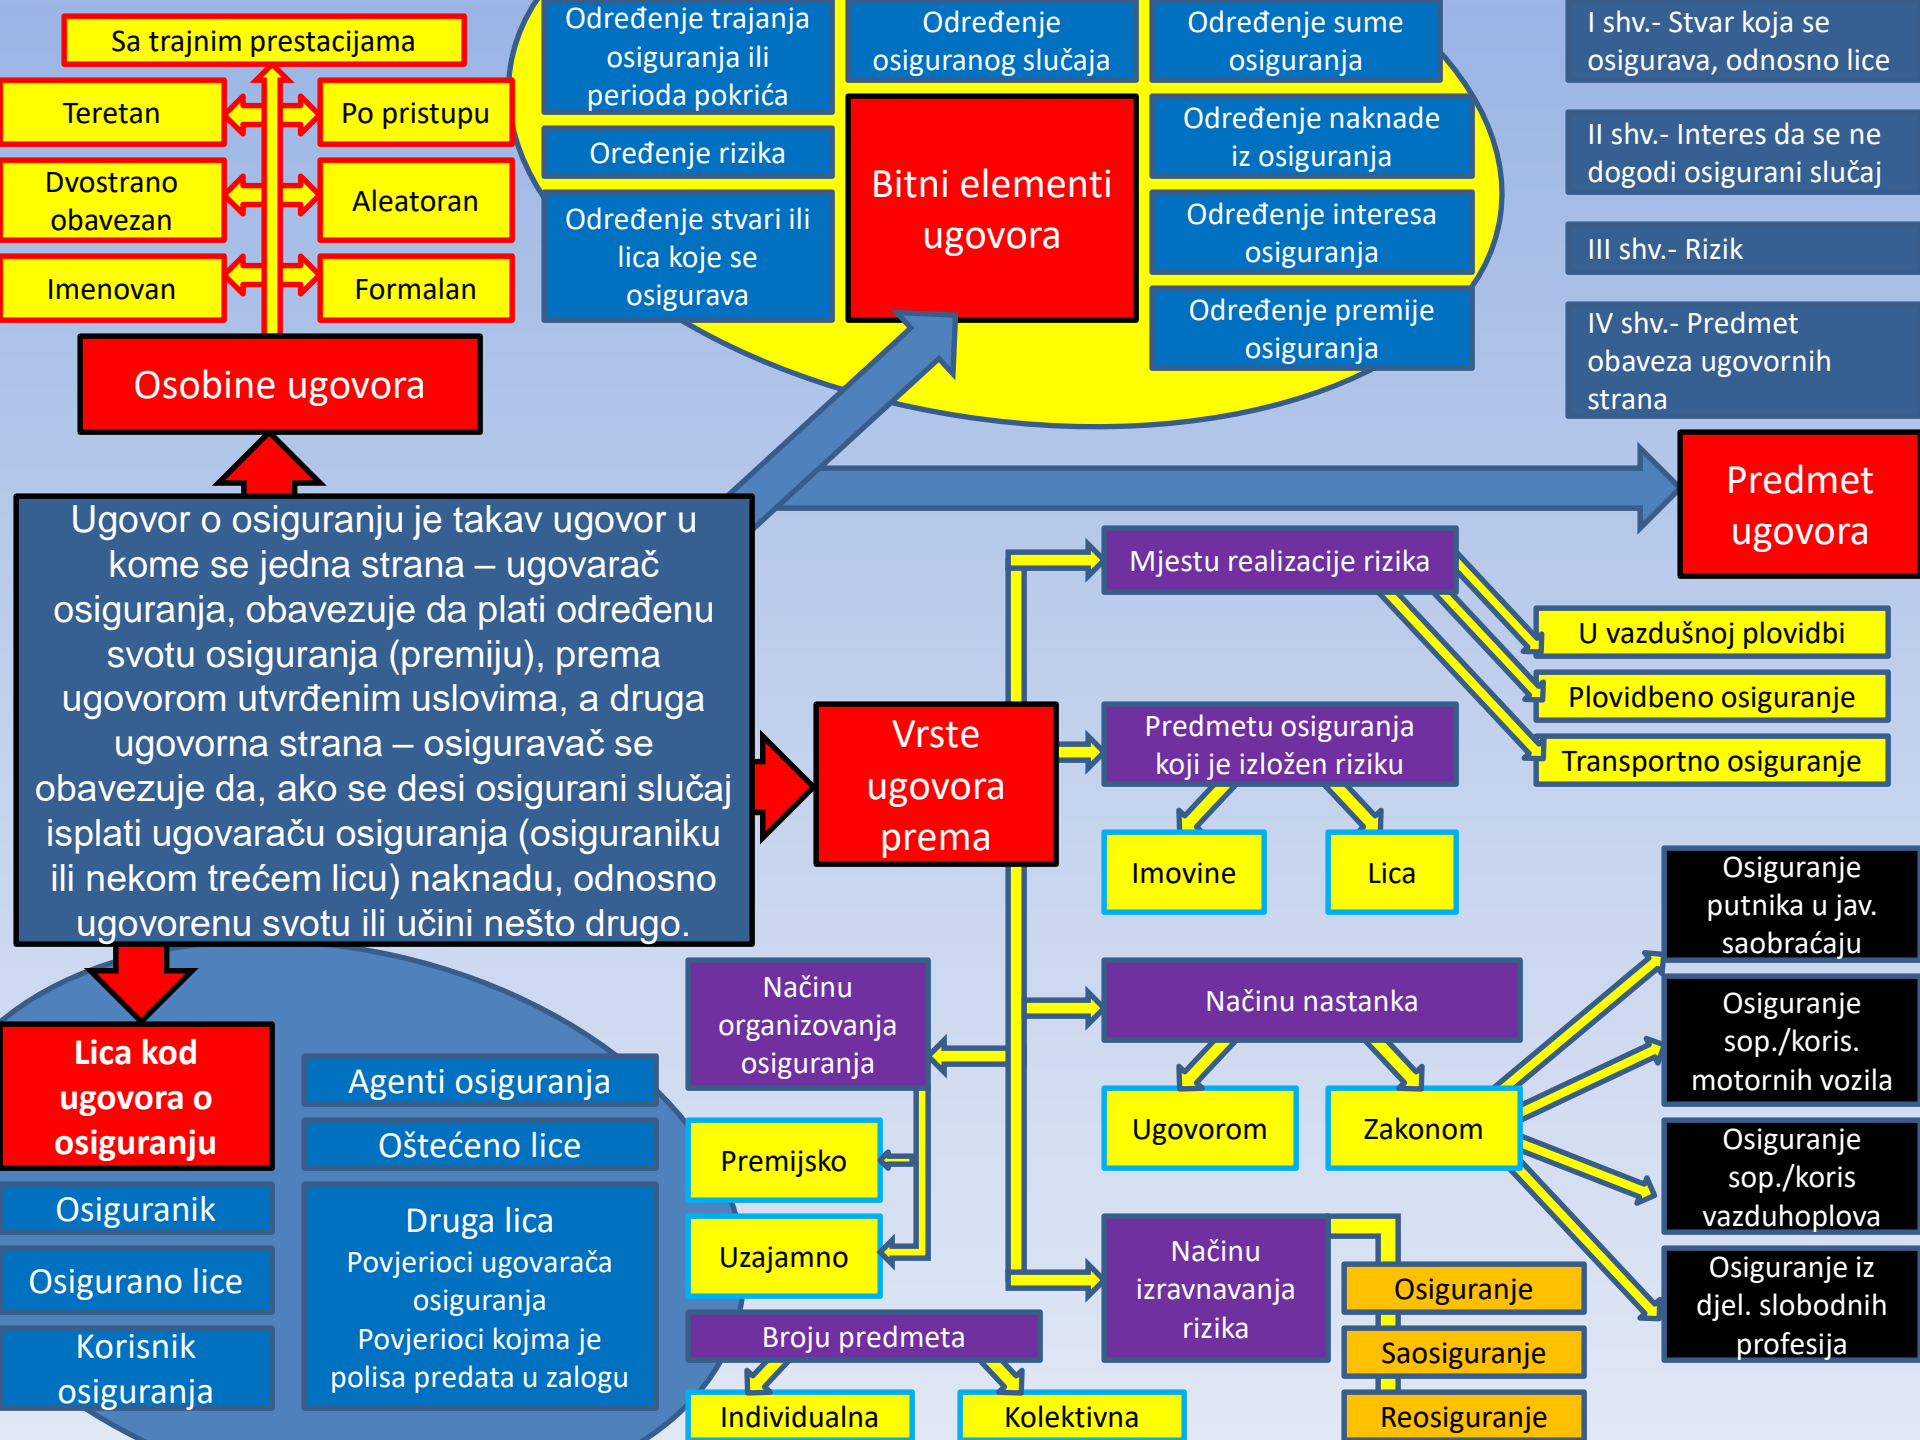 Sa trajnim prestacijama
Teretan
Po pristupu
Dvostrano
obavezan
Aleatoran
Imenovan
Formalan
Osobine ugovora
Određenje trajanja
osiguranja ili
perioda pokrića
Oređenje rizika
Određenje stvari ili
lica koje se
osigurava
Određenje
osiguranog slučaja
Bitni elementi
ugovora
Određenje sume
osiguranja
Određenje naknade
iz osiguranja
Određenje interesa
osiguranja
Određenje premije
osiguranja
I shv.- Stvar koja se
osigurava, odnosno lice
II shv.- Interes da se ne
dogodi osigurani slučaj
III shv.- Rizik
IV shv.- Predmet
obaveza ugovornih
strana
Predmet
ugovora
Ugovor o osiguranju je takav ugovor u
kome se jedna strana – ugovarač
osiguranja, obavezuje da plati određenu
svotu osiguranja (premiju), prema
ugovorom utvrđenim uslovima, a druga
ugovorna strana – osiguravač se
obavezuje da, ako se desi osigurani slučaj
isplati ugovaraču osiguranja (osiguraniku
ili nekom trećem licu) naknadu, odnosno
ugovorenu svotu ili učini nešto drugo.
Vrste
ugovora
prema
Mjestu realizacije rizika
U vazdušnoj plovidbi
Plovidbeno osiguranje
Transportno osiguranje
Predmetu osiguranja
koji je izložen riziku
Imovine
Lica
Načinu nastanka
Ugovorom
Zakonom
Osiguranje
putnika u jav.
saobraćaju
Osiguranje
sop./koris.
motornih vozila
Osiguranje
sop./koris
vazduhoplova
Osiguranje iz
djel. slobodnih
profesija
Načinu
organizovanja
osiguranja
Premijsko
Uzajamno
Načinu
izravnavanja
rizika
Osiguranje
Saosiguranje
Reosiguranje
Broju predmeta
Individualna
Kolektivna
Lica kod
ugovora o
osiguranju
Osiguranik
Osigurano lice
Korisnik
osiguranja
Agenti osiguranja
Oštećeno lice
Druga lica
Povjerioci ugovarača
osiguranja
Povjerioci kojma je
polisa predata u zalogu